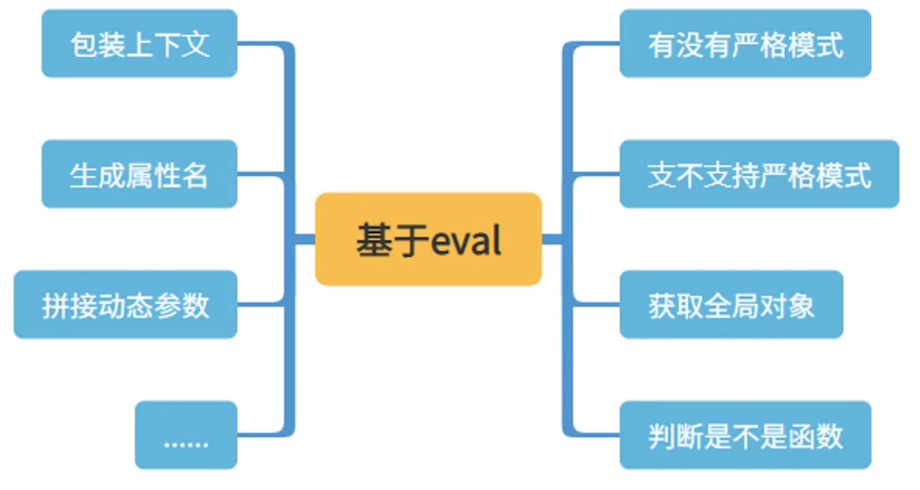 包装上下文
生成属性名
拼接动态参数
......
基于eval
有没有严格模式
支不支持严格模式
获取全局对象
判断是不是函数